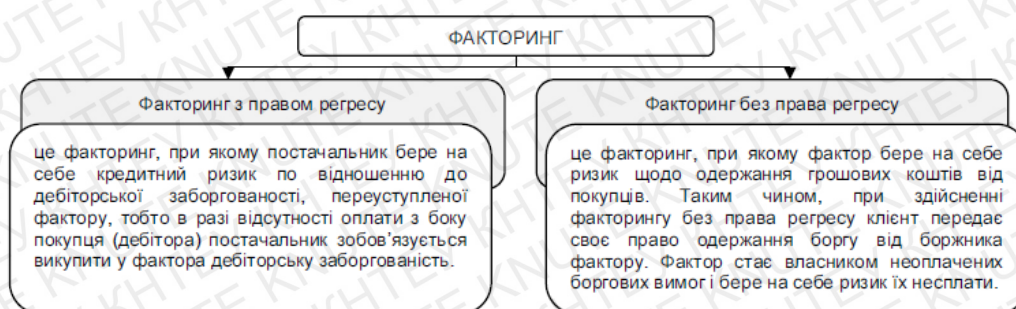 ФАКТОРИНГ
Факторинг з правом регресу
це факторинг, при якому постачальник бере на
себе кредитний ризик по відношенню до
дебіторської заборгованості, переуступленої
фактору, тобто в разі відсутності оплати з боку
покупця (дебітора) постачальник зобов'язується
викупити у фактора дебіторську заборгованість.
Факторинг без права регресу
це факторинг, при якому фактор бере на себе
ризик щодо одержання грошових коштів від
покупців. Таким чином, при здійсненні
факторингу без права регресу клієнт передає
своє право одержання боргу від боржника
фактору. Фактор стає власником неоплачених
боргових вимог і бере на себе ризик їх несплати.